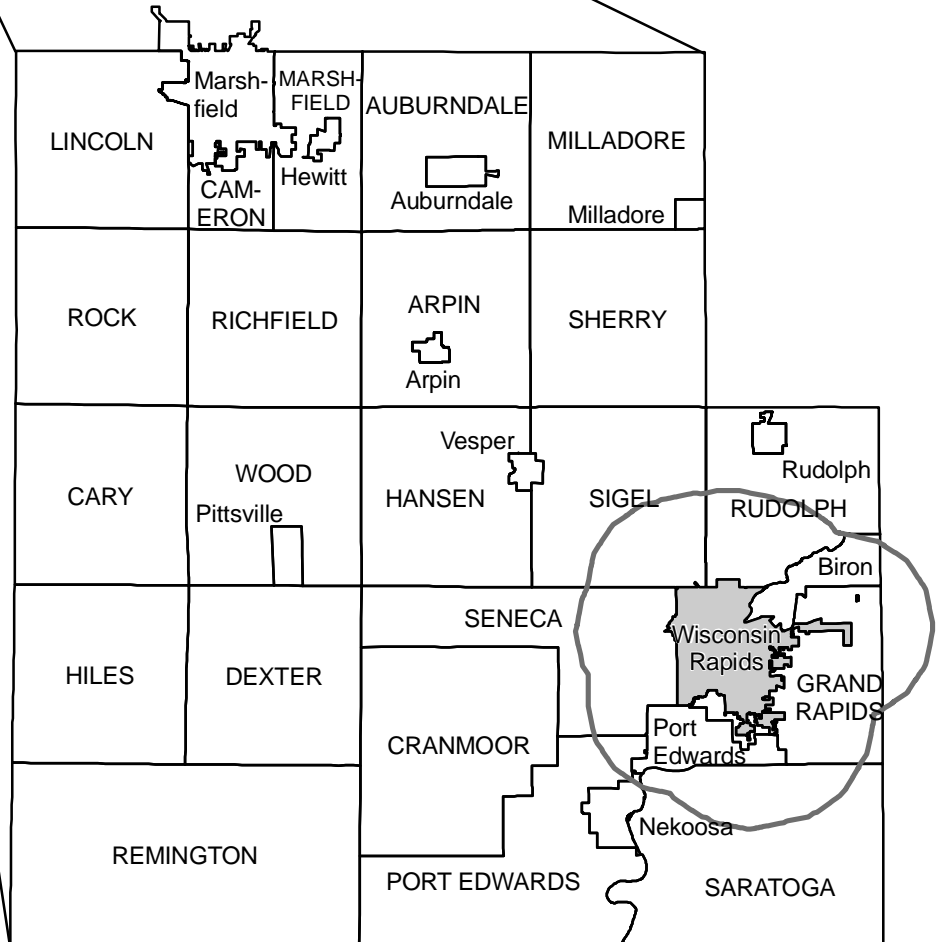 Marsh-
field
MARSH-
FIELD
AUBURNDALE
LINCOLN
MILLADORE
Hewitt
CAM-
ERON
Auburndale
Milladore
ROCK
RICHFIELD
ARPIN
SHERRY
Arpin
Vesper
Rudolph
WOOD
CARY
HANSEN
SIGEL
RUDOLPH
Pittsville
Biron
SENECA
Wisconsin
Rapids
HILES
DEXTER
GRAND
RAPIDS
Port
Edwards
CRANMOOR
Nekoosa
REMINGTON
PORT EDWARDS
SARATOGA